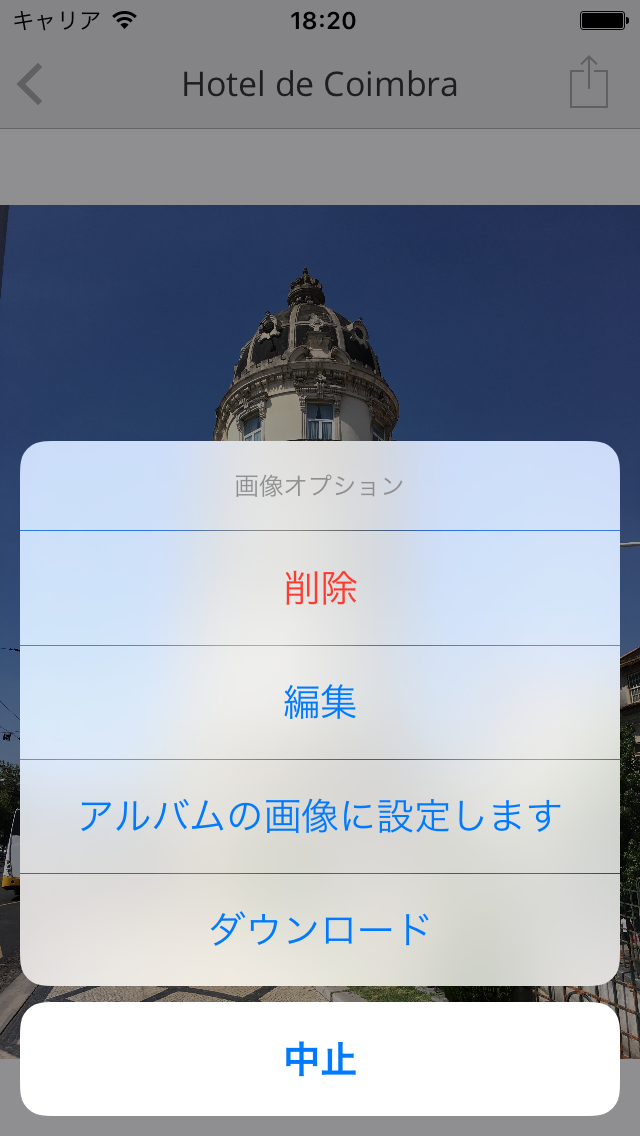 キャリア 18:20
Hotel de Coimbra
画像オプション
削除
編集
アルバムの画像に設定します
ダウンロード
中止